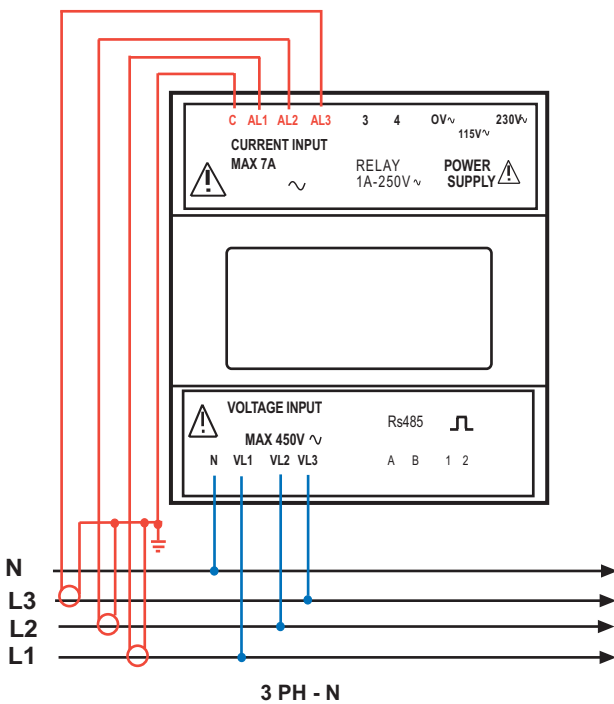 C AL1 AL2 AL3 3 4 OV~ 115V~ 230V~
CURRENT INPUT
MAX 7A
~
RELAY
1A-250V ~
POWER
SUPPLY
VOLTAGE INPUT
MAX 450V ~
Rs485
N VL1 VL2 VL3 A B 1 2
N
L3
L2
L1
3 PH - N